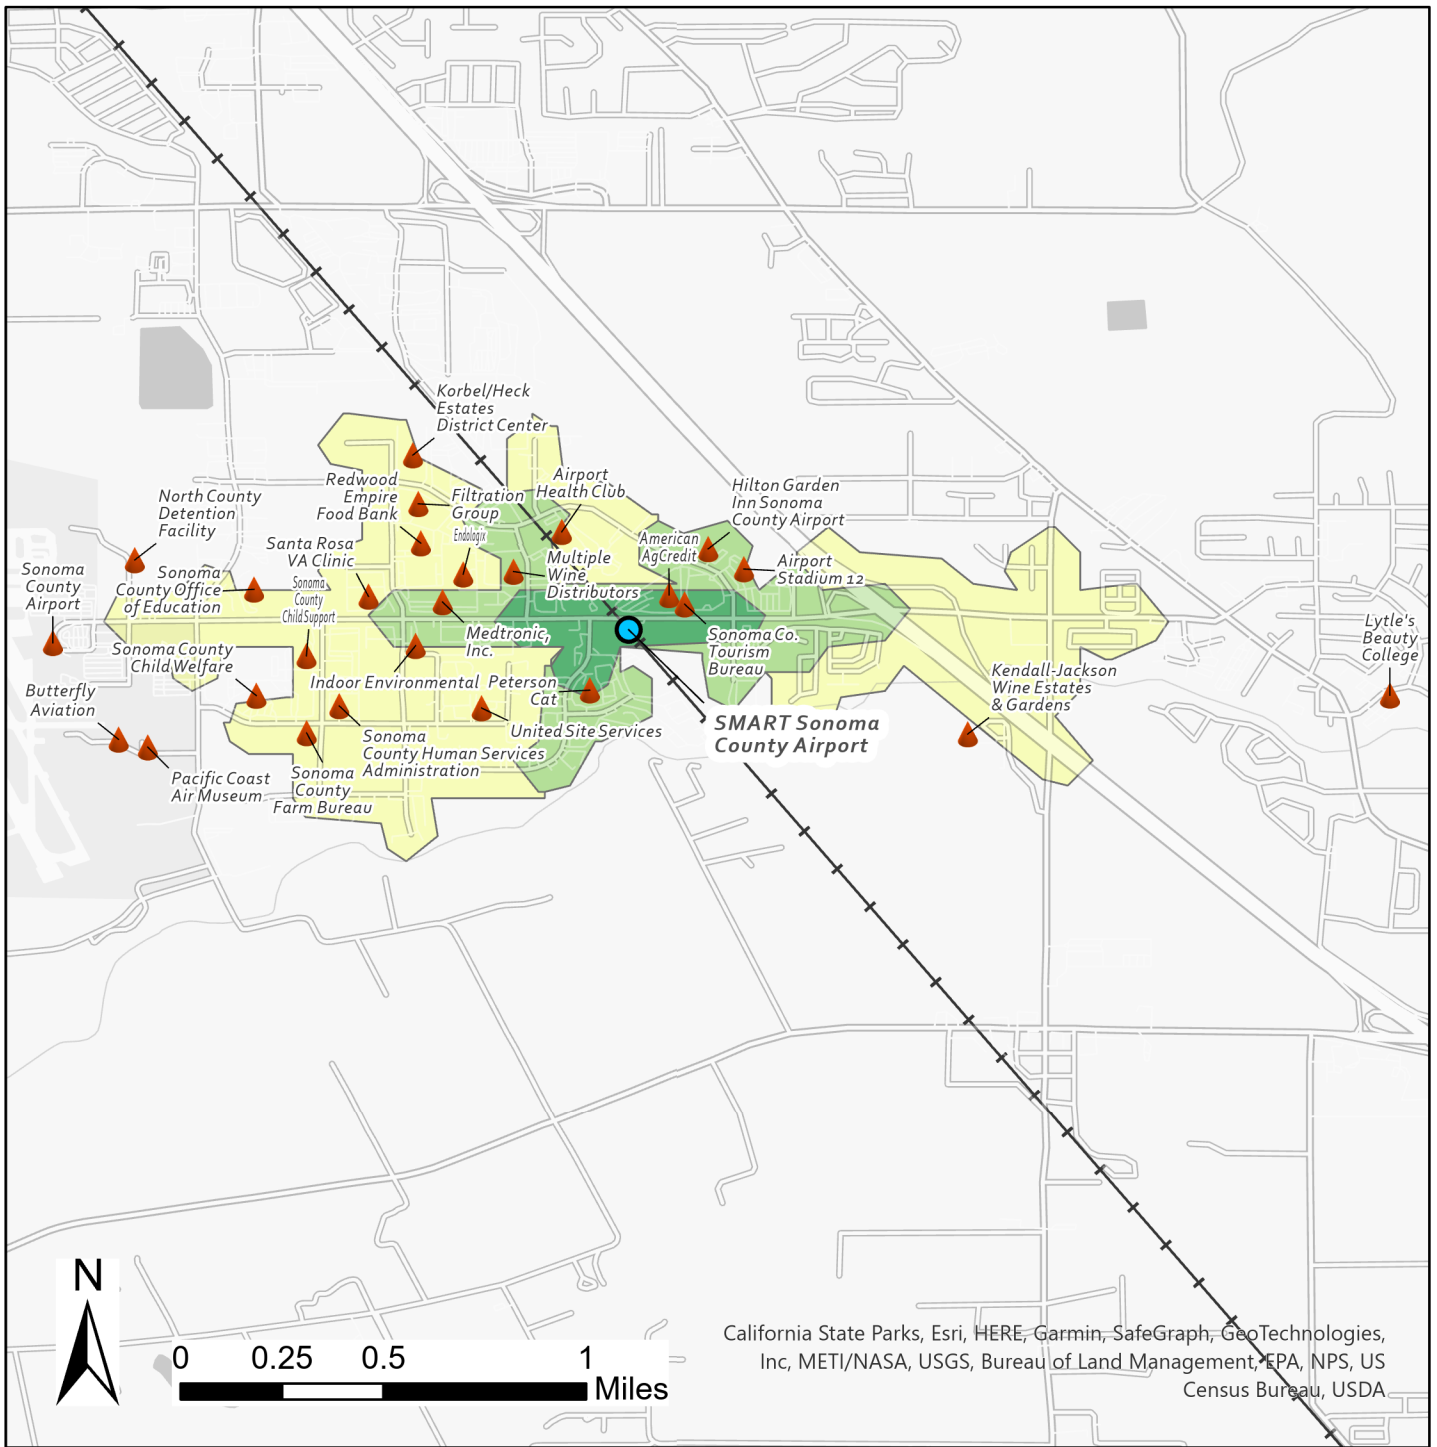 Korbel/Heck
Estates
District Center
Redwood
Empire
Food Bank
Filtration
Group
Airport
Health Club
Hilton Garden
Inn Sonoma
County Airport
North County
Detention
Facility
Santa Rosa
VA Clinic
Endologix
American
AgCredit
Airport
Stadium 12
Multiple
Wine
Distributors
Sonoma
County
Airport
Sonoma
County Office
of Education
Sonoma
County
Child Support
Medtronic,
Inc.
Sonoma Co.
Tourism
Bureau
Lytle's
Beauty
College
Sonoma County
Child Welfare
Indoor Environmental
Peterson
Cat
Kendall-Jackson
Wine Estates
& Gardens
Butterfly
Aviation
United Site Services
SMART Sonoma
County Airport
Sonoma
County Human Services
Administration
Pacific Coast
Air Museum
Sonoma
County
Farm Bureau
N
0 0.25 0.5 1
Miles
California State Parks, Esri, HERE, Garmin, SafeGraph, GeoTechnologies,
Inc, METI/NASA, USGS, Bureau of Land Management, EPA, NPS, US
Census Bureau, USDA